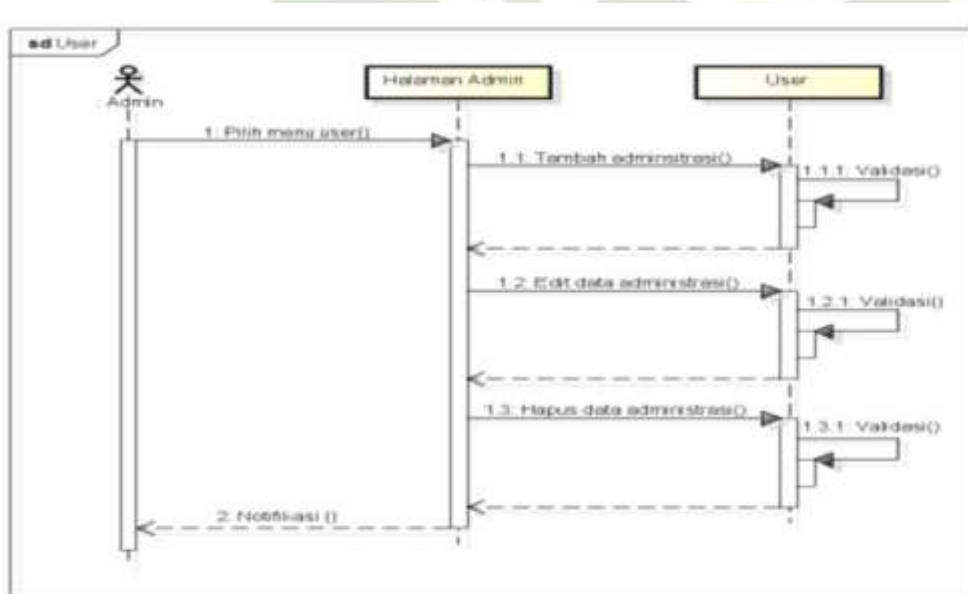 sd User
: Admin
Halaman Admin
User
1: Pilih menu user()
1.1: Tambah adminsitrasi()
1.1.1: Validasi()
1.2: Edit data administrasi()
1.2.1: Validasi()
1.3: Hapus data administrasi()
1.3.1: Validasi()
2: Notifikasi ()